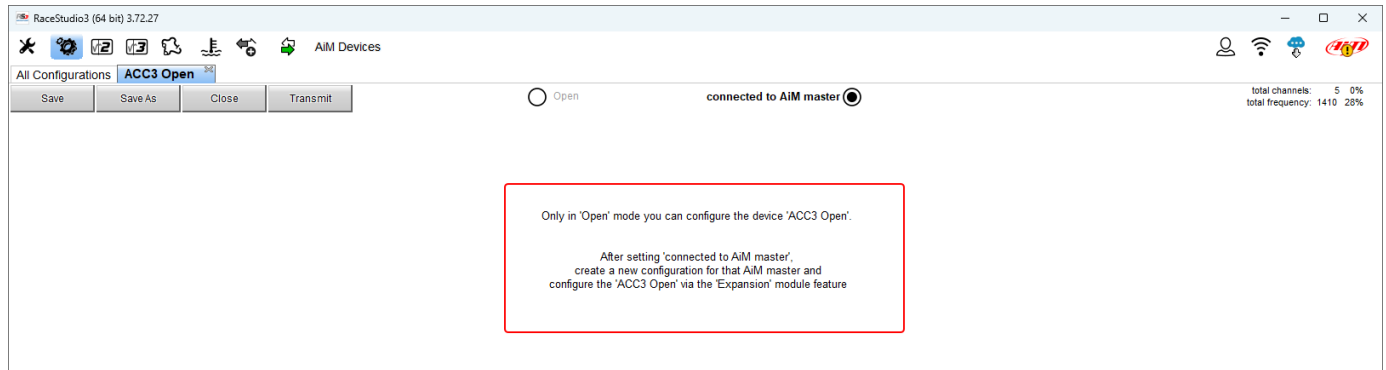 RaceStudio3 (64 bit) 3.72.27
AiM Devices
All Configurations ACC3 Open
Save Save As Close Transmit Open connected to AiM master total channels: 5 0%
total frequency: 1410 28%
Only in 'Open' mode you can configure the device 'ACC3 Open'.
After setting 'connected to AiM master',
create a new configuration for that AiM master and
configure the 'ACC3 Open' via the 'Expansion' module feature